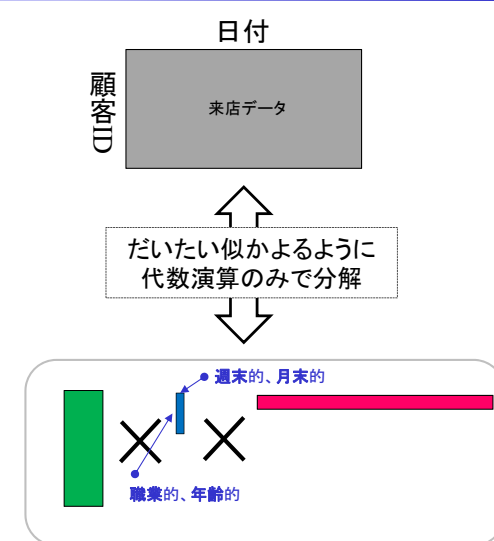 日付
顧客ID
来店データ
だいたい似かよるように
代数演算のみで分解
週末的、月末的
職業的、年齢的